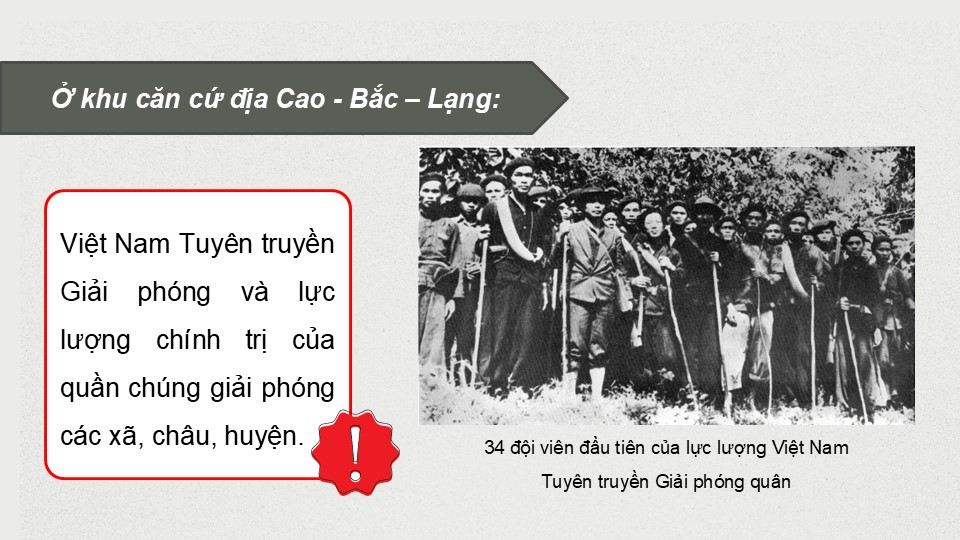 Ở khu căn cứ địa Cao - Bắc – Lạng:
Việt Nam Tuyên truyền
Giải phóng và lực
lượng chính trị của
quần chúng giải phóng
các xã, châu, huyện.
34 đội viên đầu tiên của lực lượng Việt Nam
Tuyên truyền Giải phóng quân